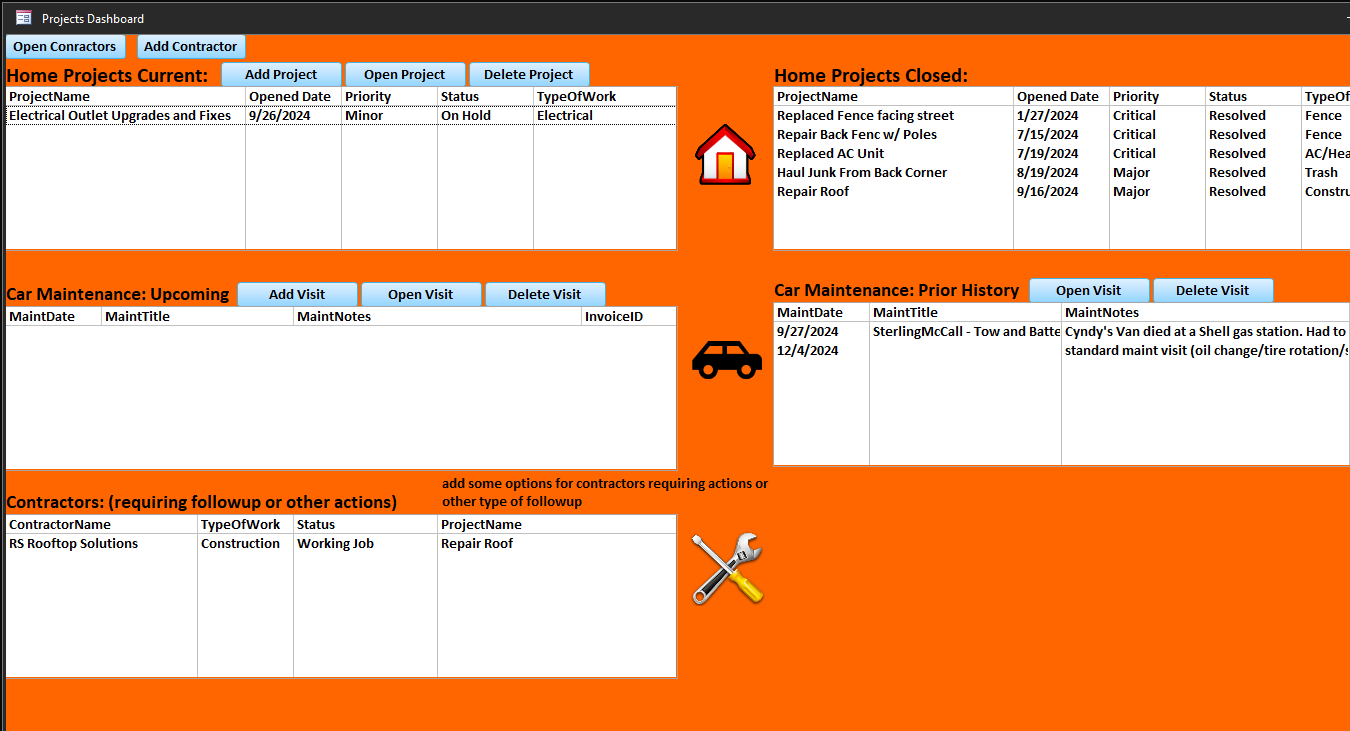 Projects Dashboard
Open Conractors Add Contractor
Home Projects Current: Add Project Open Project Delete Project
ProjectName Opened Date Priority Status TypeOfWork
Electrical Outlet Upgrades and Fixes 9/26/2024 Minor On Hold Electrical
Home Projects Closed:
ProjectName Opened Date Priority Status TypeOf
Replaced Fence facing street 1/27/2024 Critical Resolved Fence
Repair Back Fenc w/ Poles 7/15/2024 Critical Resolved Fence
Replaced AC Unit 7/19/2024 Critical Resolved AC/Hea
Haul Junk From Back Corner 8/19/2024 Major Resolved Trash
Repair Roof 9/16/2024 Major Resolved Constru
Car Maintenance: Upcoming Add Visit Open Visit Delete Visit
MaintDate MaintTitle MaintNotes InvoiceID
Car Maintenance: Prior History Open Visit Delete Visit
MaintDate MaintTitle MaintNotes
9/27/2024 SterlingMcCall - Tow and Batte Cyndy's Van died at a Shell gas station. Had to
12/4/2024 standard maint visit (oil change/tire rotation/s
add some options for contractors requiring actions or
other type of followup
Contractors: (requiring followup or other actions)
ContractorName TypeOfWork Status ProjectName
RS Rooftop Solutions Construction Working Job Repair Roof